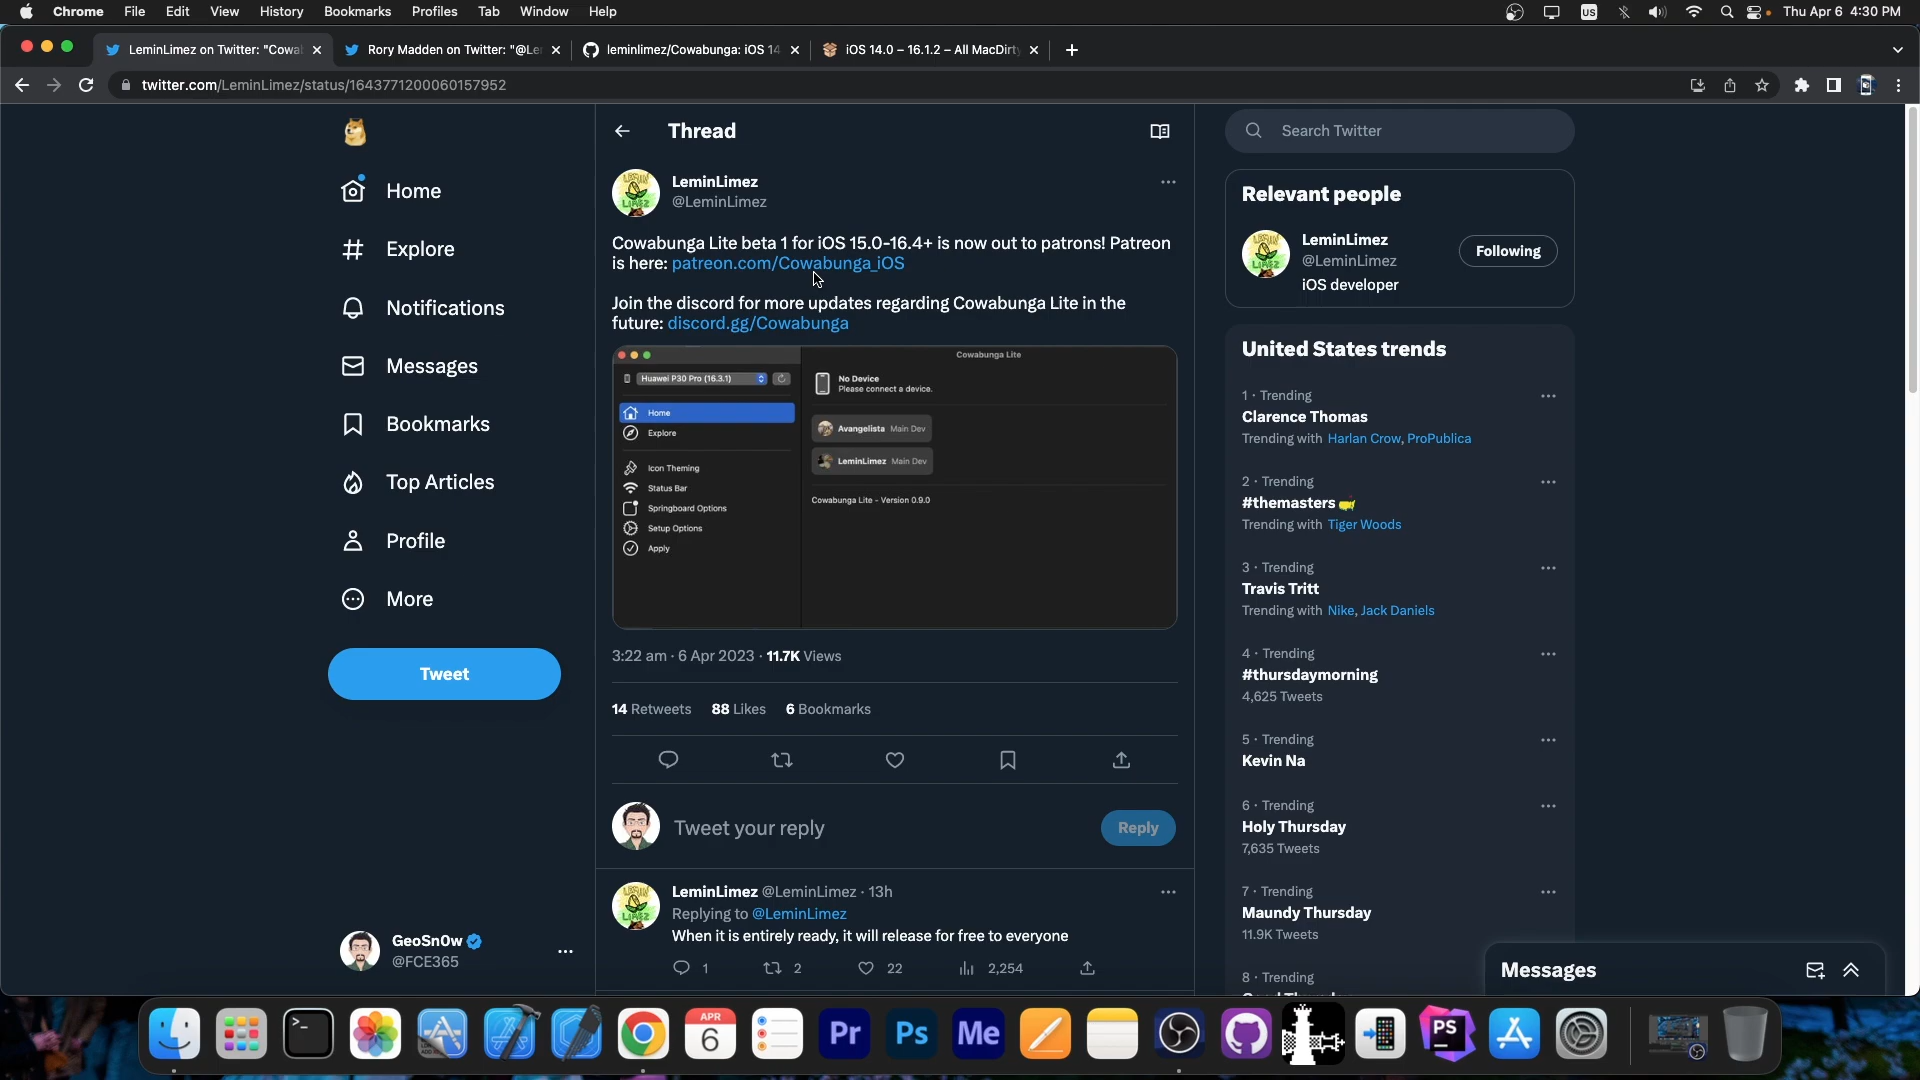 Chrome File Edit View History Bookmarks Profiles Tab Window Help US Thu Apr 6 4:30 PM
LeminLimez on Twitter: "Cowa Rory Madden on Twitter: "@Le leminlimez/Cowabunga: iOS 14 iOS 14.0 – 16.1.2 – All MacDirty
twitter.com/LeminLimez/status/1643771200060157952
Home
Explore
Notifications
Messages
Bookmarks
Top Articles
Profile
More
Tweet
GeoSn0w
@FCE365
Thread
LeminLimez
@LeminLimez
Cowabunga Lite beta 1 for iOS 15.0-16.4+ is now out to patrons! Patreon
is here: patreon.com/Cowabunga_iOS
Join the discord for more updates regarding Cowabunga Lite in the
future: discord.gg/Cowabunga
Cowabunga Lite
Huawei P30 Pro (16.3.1)
Home
Explore
Icon Theming
Status Bar
Springboard Options
Setup Options
Apply
No Device
Please connect a device.
Avangelista Main Dev
LeminLimez Main Dev
Cowabunga Lite - Version 0.9.0
3:22 am · 6 Apr 2023 · 11.7K Views
14 Retweets 88 Likes 6 Bookmarks
Tweet your reply
Reply
LeminLimez @LeminLimez · 13h
Replying to @LeminLimez
When it is entirely ready, it will release for free to everyone
1 2 22 2,254
Search Twitter
Relevant people
LeminLimez
@LeminLimez
Following
iOS developer
United States trends
1 · Trending
Clarence Thomas
Trending with Harlan Crow, ProPublica
2 · Trending
#themasters
Trending with Tiger Woods
3 · Trending
Travis Tritt
Trending with Nike, Jack Daniels
4 · Trending
#thursdaymorning
4,625 Tweets
5 · Trending
Kevin Na
6 · Trending
Holy Thursday
7,635 Tweets
7 · Trending
Maundy Thursday
11.9K Tweets
8 · Trending
Messages
APR
6
Pr
Ps
Me
PS